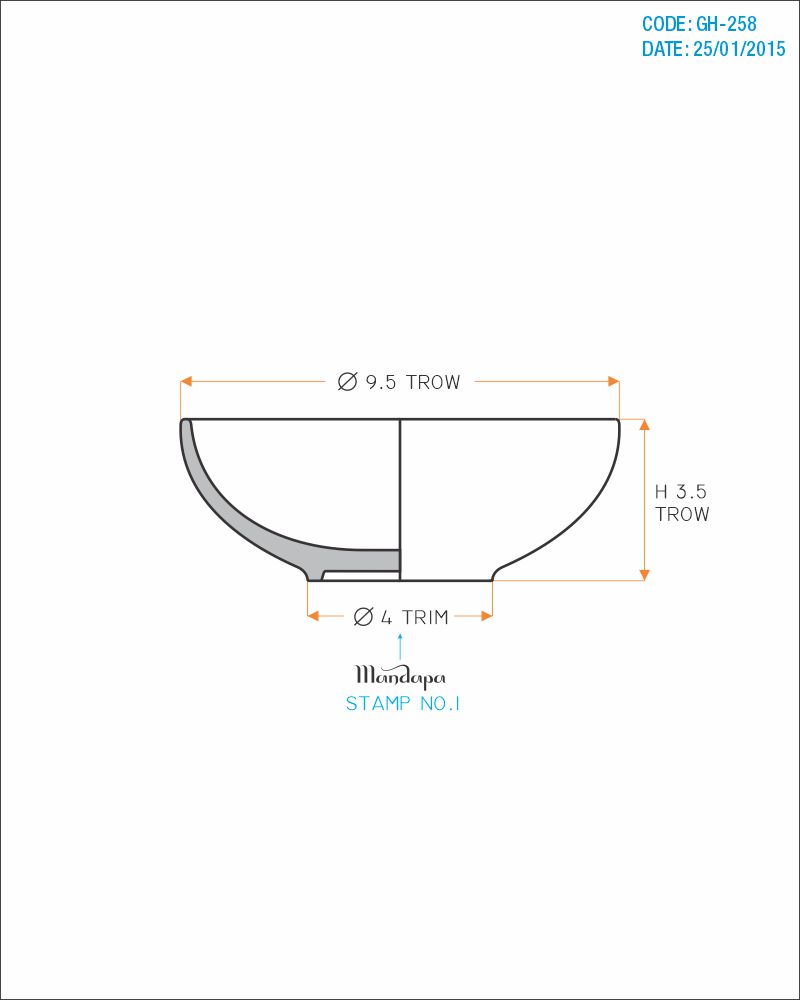 CODE: GH-258
DATE: 25/01/2015
Ø 9.5 TROW
H 3.5
TROW
Ø 4 TRIM
Mandapa
STAMP NO.1